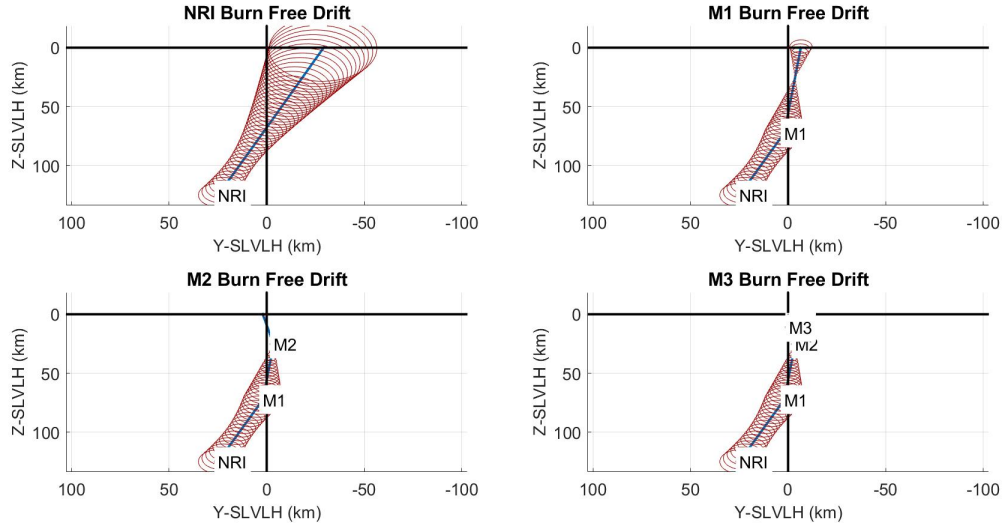 NRI Burn Free Drift
0
50
100
Z-SLVLH (km)
NRI
100 50 0 -50 -100
Y-SLVLH (km)
M1 Burn Free Drift
0
50
100
Z-SLVLH (km)
M1
NRI
100 50 0 -50 -100
Y-SLVLH (km)
M2 Burn Free Drift
0
50
100
Z-SLVLH (km)
M2
M1
NRI
100 50 0 -50 -100
Y-SLVLH (km)
M3 Burn Free Drift
0
50
100
Z-SLVLH (km)
M3
M2
M1
NRI
100 50 0 -50 -100
Y-SLVLH (km)